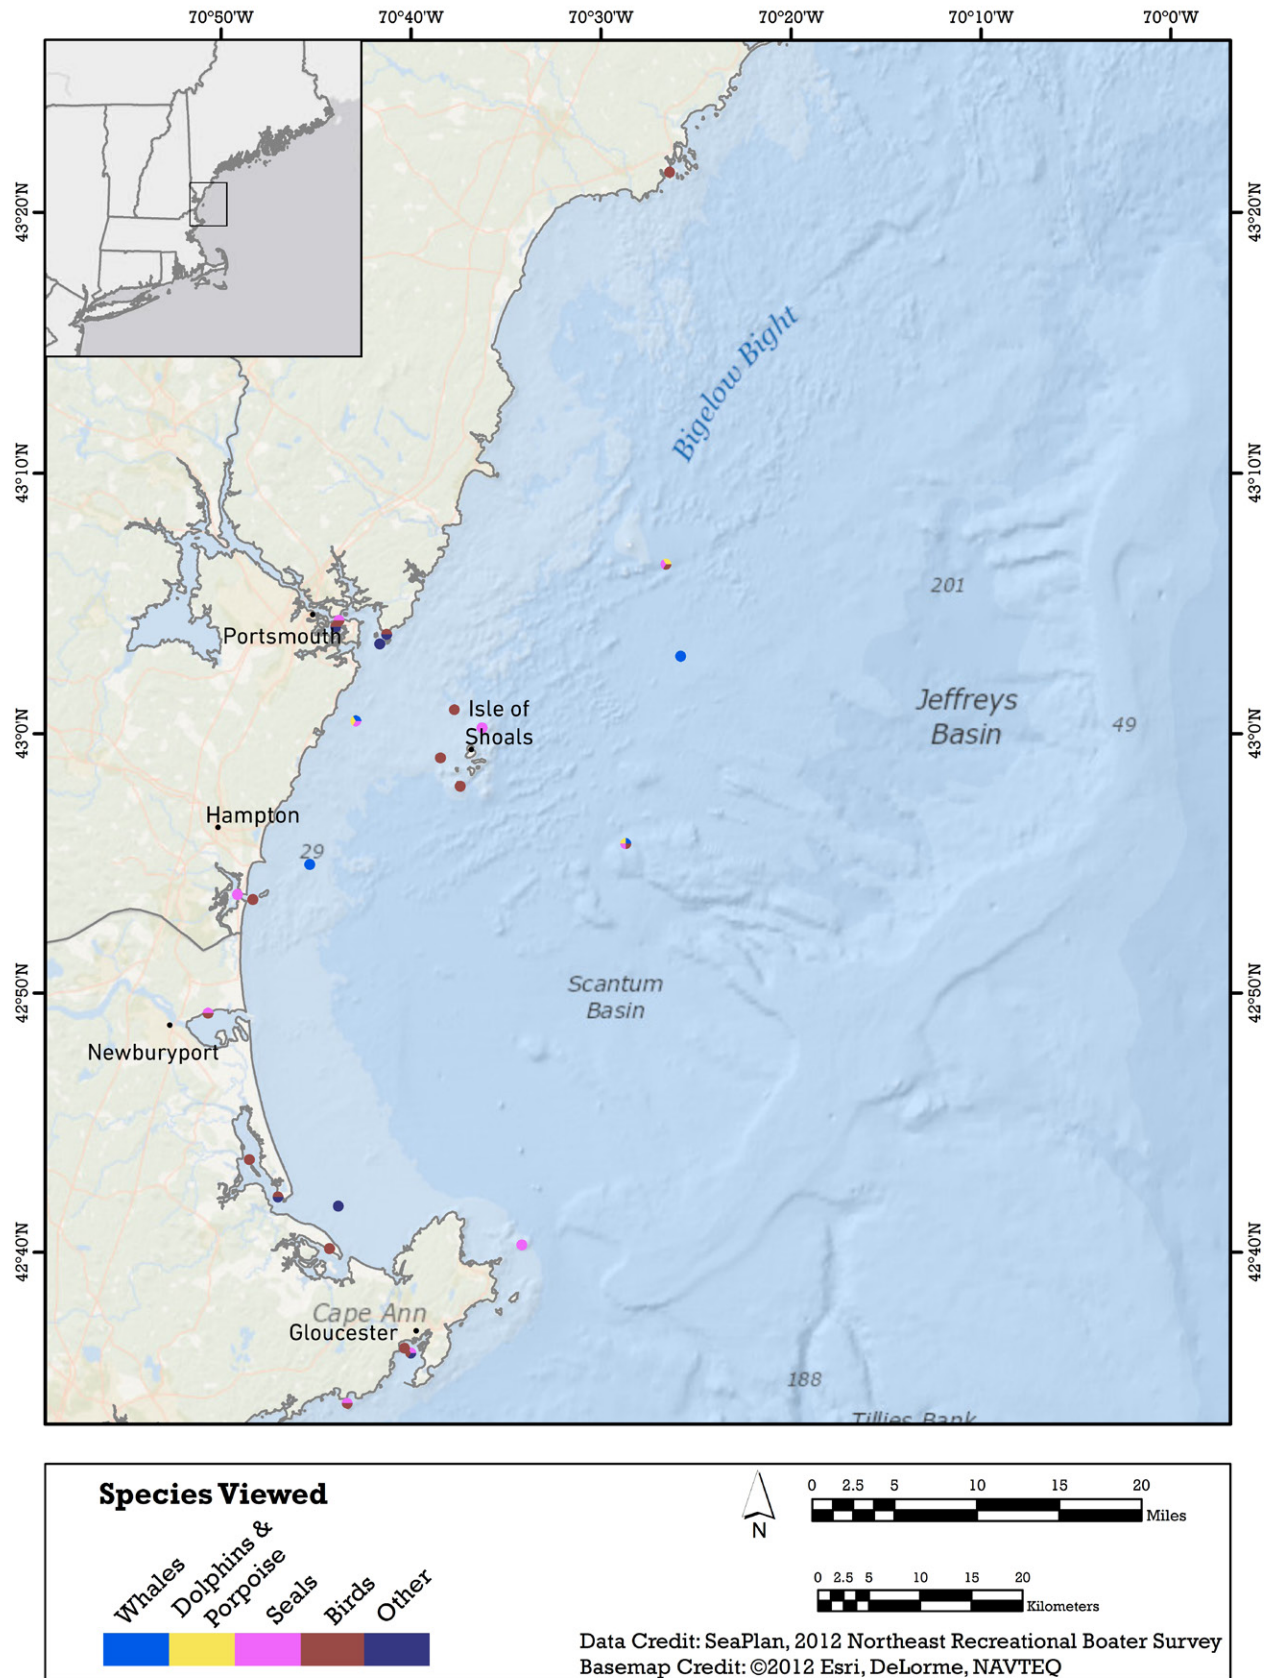 70°50'W 70°40'W 70°30'W 70°20'W 70°10'W 70°0'W
43°20'N 43°20'N
Bigelow Bight
43°10'N 43°10'N
201
Portsmouth
Jeffreys
Basin
Isle of
Shoals
49
43°0'N 43°0'N
Hampton
29
Scantum
Basin
42°50'N 42°50'N
Newburyport
42°40'N 42°40'N
Cape Ann
Gloucester
188
Tillies Bank
Species Viewed
Whales
Dolphins &
Porpoise
Seals
Birds
Other
N
0 2.5 5 10 15 20
Miles
0 2.5 5 10 15 20
Kilometers
Data Credit: SeaPlan, 2012 Northeast Recreational Boater Survey
Basemap Credit: ©2012 Esri, DeLorme, NAVTEQ